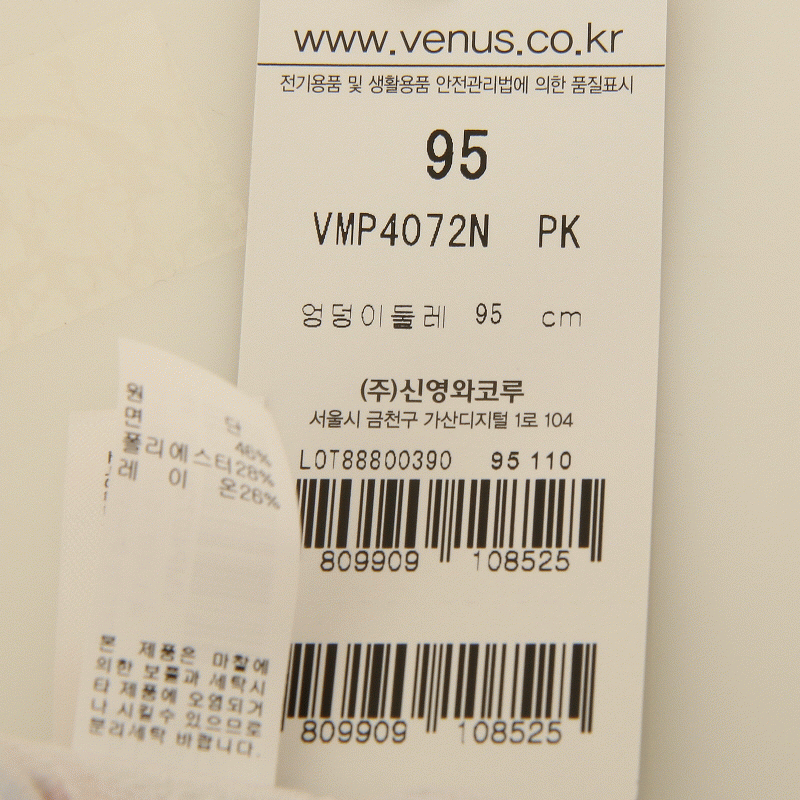 www.venus.co.kr
전기용품 및 생활용품 안전관리법에 의한 품질표시
95
VMP4072N PK
엉덩이둘레 95 cm
(주)신영와코루
서울시 금천구 가산디지털 1로 104
LOT88800390 95 110
809909 108525
809909 108525
원 단
면 46%
폴리에스터28%
레 이 온26%
본 제품은 마찰에
의한 보풀과 세탁시
타 제품에 오염되거
나 시킬수 있으므로
분리세탁 바랍니다.